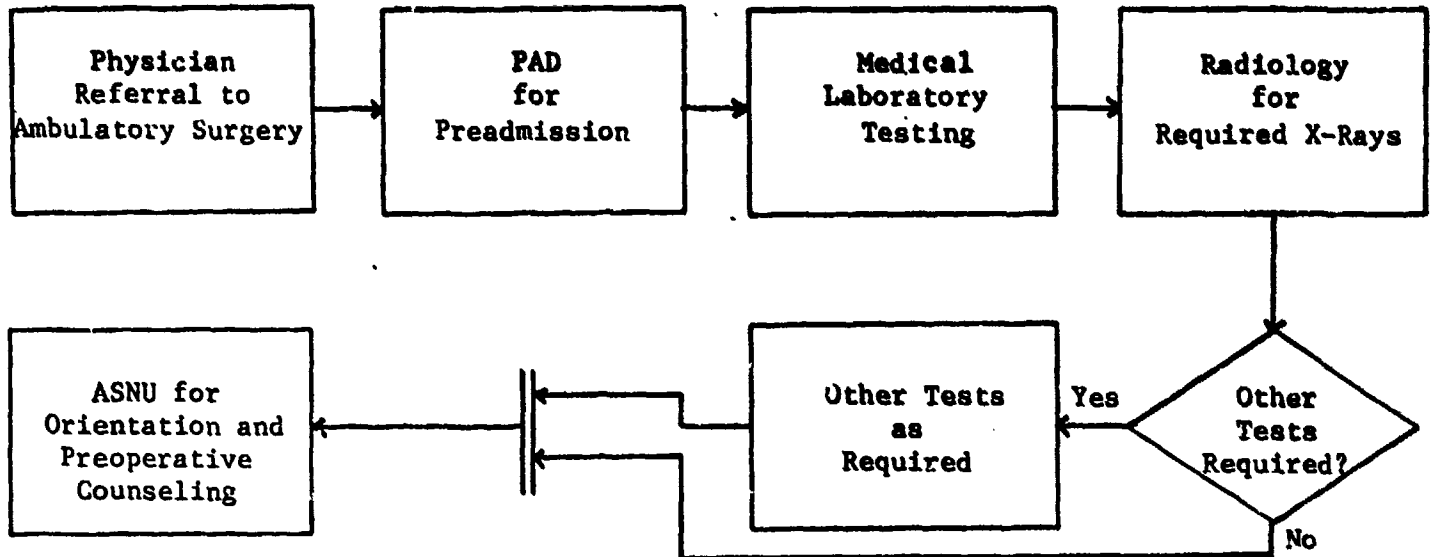 Physician
Referral to
Ambulatory Surgery
PAD
for
Preadmission
Medical
Laboratory
Testing
Radiology
for
Required X-Rays
Other
Tests
Required?
Yes
No
Other Tests
as
Required
ASNU for
Orientation and
Preoperative
Counseling